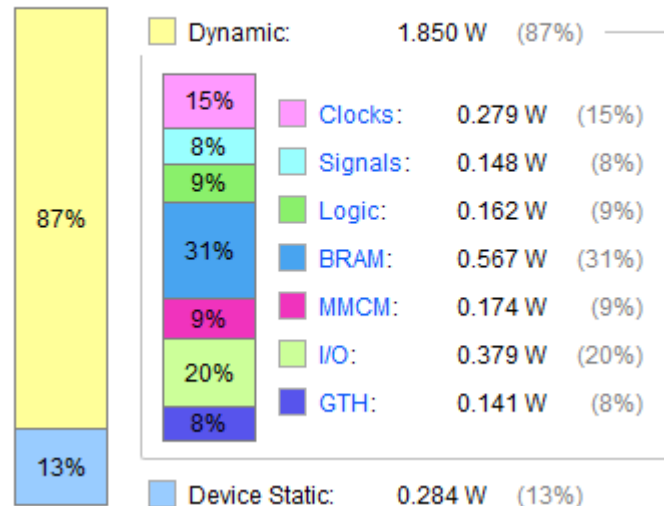 87%
13%
Dynamic: 1.850 W (87%)
15%
8%
9%
31%
9%
20%
8%
Clocks: 0.279 W (15%)
Signals: 0.148 W (8%)
Logic: 0.162 W (9%)
BRAM: 0.567 W (31%)
MMCM: 0.174 W (9%)
I/O: 0.379 W (20%)
GTH: 0.141 W (8%)
Device Static: 0.284 W (13%)